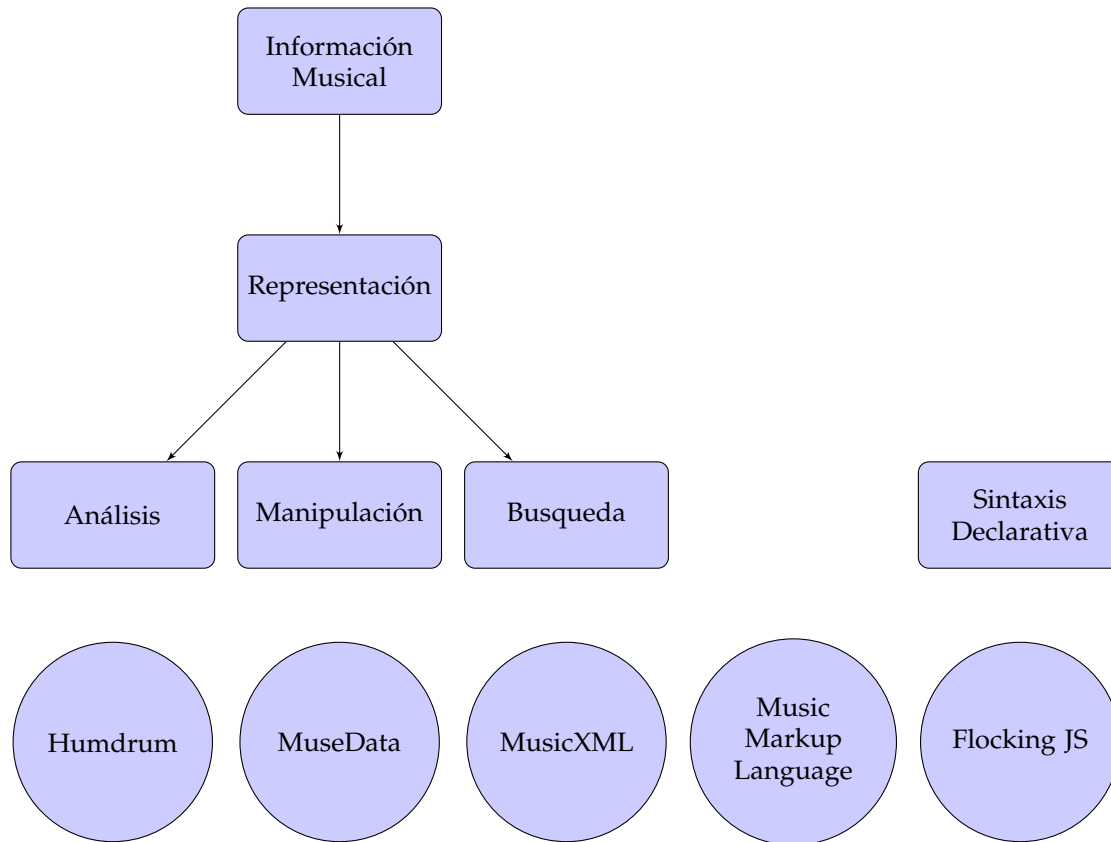 Información
Musical
Representación
Análisis
Manipulación
Busqueda
Sintaxis
Declarativa
Humdrum
MuseData
MusicXML
Music
Markup
Language
Flocking JS